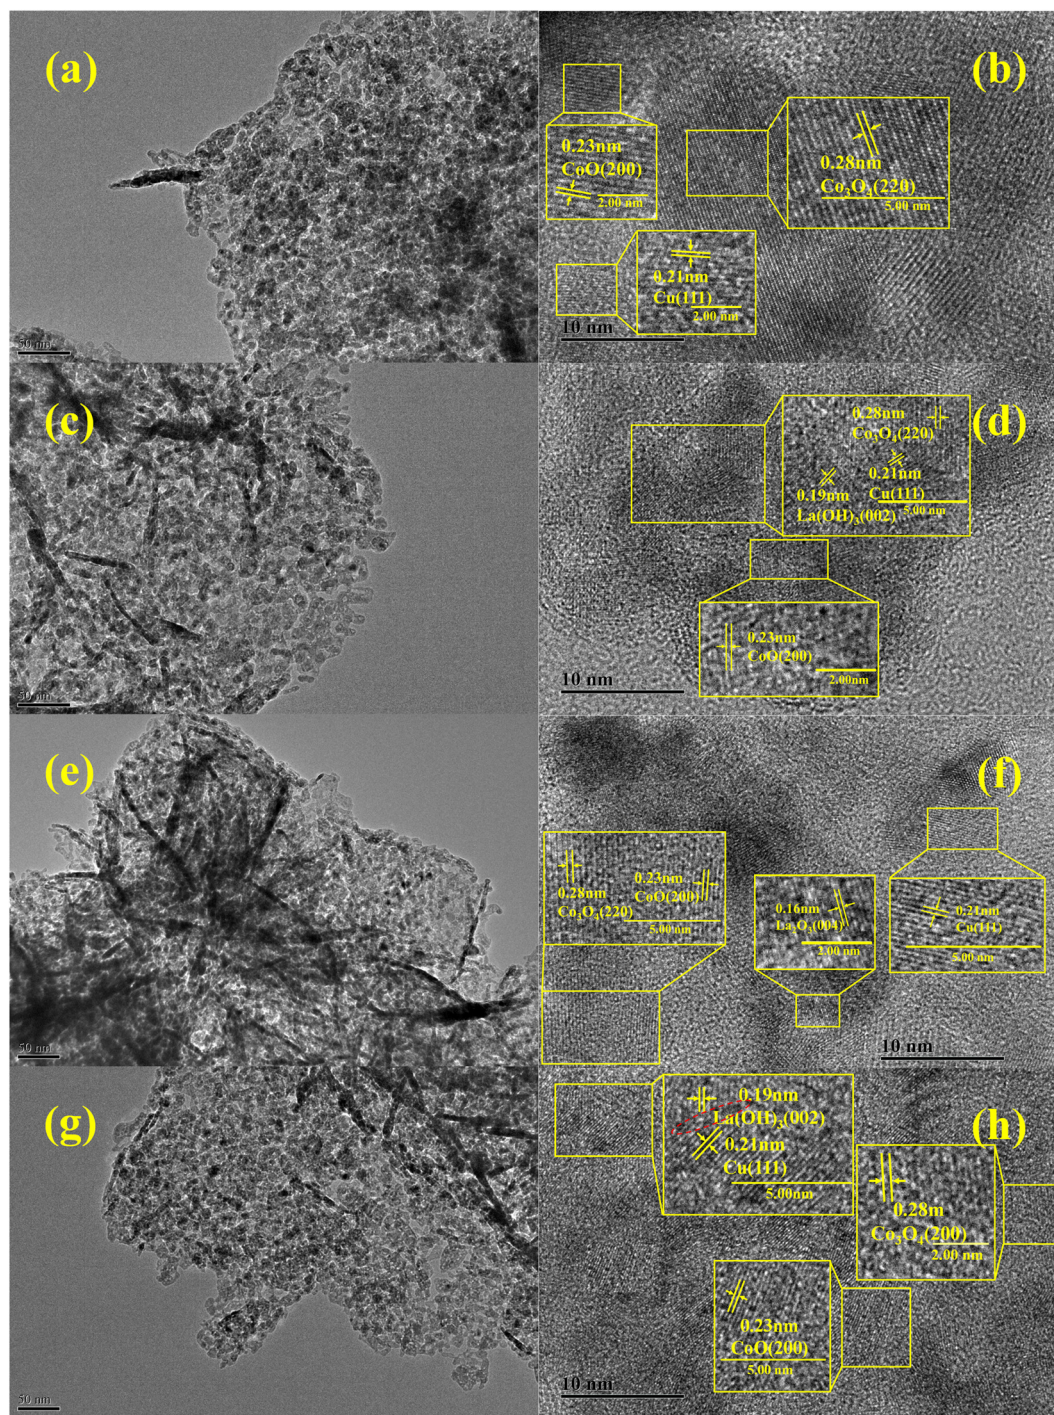 (a)
50 nm
(b)
0.23nm
CoO(200)
2.00 nm
0.28nm
Co₃O₄(220)
5.00 nm
0.21nm
Cu(111)
2.00 nm
10 nm
(c)
50 nm
(d)
0.28nm
Co₃O₄(220)
0.21nm
Cu(111)
5.00 nm
0.19nm
La(OH)₃(002)
0.23nm
CoO(200)
2.00nm
10 nm
(e)
50 nm
(f)
0.28nm
Co₃O₄(220)
0.23nm
CoO(200)
5.00 nm
0.16nm
La₂O₃(004)
2.00 nm
0.21nm
Cu(111)
5.00 nm
10 nm
(g)
50 nm
(h)
0.19nm
La(OH)₃(002)
0.21nm
Cu(111)
5.00nm
0.28m
Co₃O₄(200)
2.00 nm
0.23nm
CoO(200)
5.00 nm
10 nm